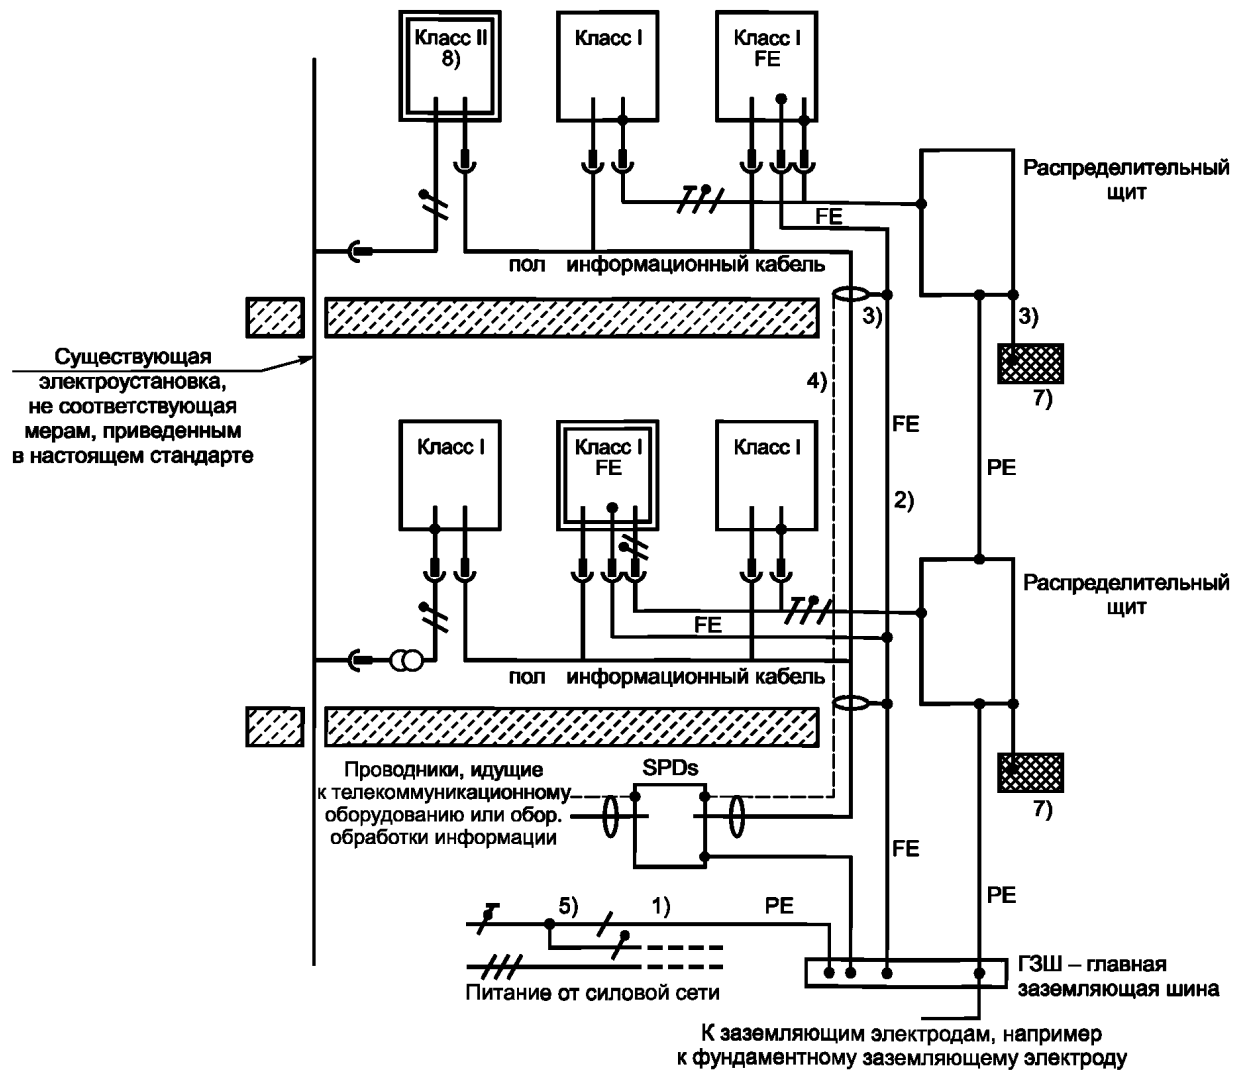 Класс II
8)
Класс I
Класс I
FE
Распределительный
щит
FE
пол информационный кабель
3)
3)
Существующая
электроустановка,
не соответствующая
мерам, приведенным
в настоящем стандарте
4)
7)
FE
Класс I
Класс I
FE
Класс I
PE
2)
Распределительный
щит
FE
пол информационный кабель
Проводники, идущие
к телекоммуникационному
оборудованию или обор.
обработки информации
SPDs
7)
FE
5)
1)
PE
PE
Питание от силовой сети
ГЗШ – главная
заземляющая шина
К заземляющим электродам, например
к фундаментному заземляющему электроду